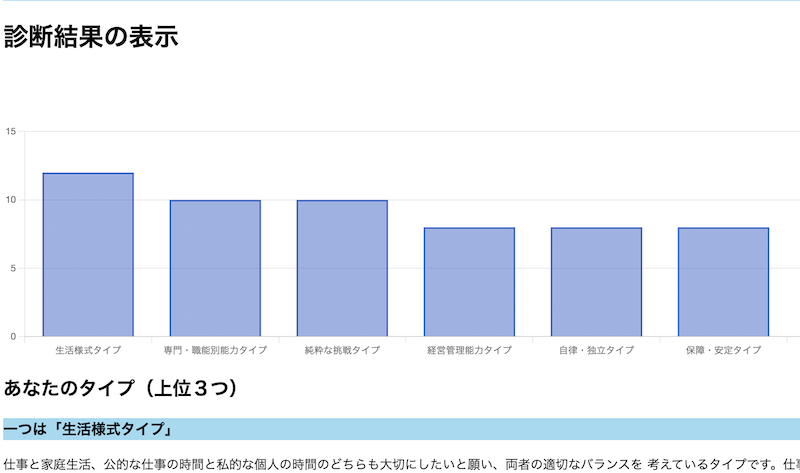 診断結果の表示
15
10
5
0
生活様式タイプ 専門・職能別能力タイプ 純粋な挑戦タイプ 経営管理能力タイプ 自律・独立タイプ 保障・安定タイプ
あなたのタイプ（上位３つ）
一つは「生活様式タイプ」
仕事と家庭生活、公的な仕事の時間と私的な個人の時間のどちらも大切にしたいと願い、両者の適切なバランスを 考えているタイプです。